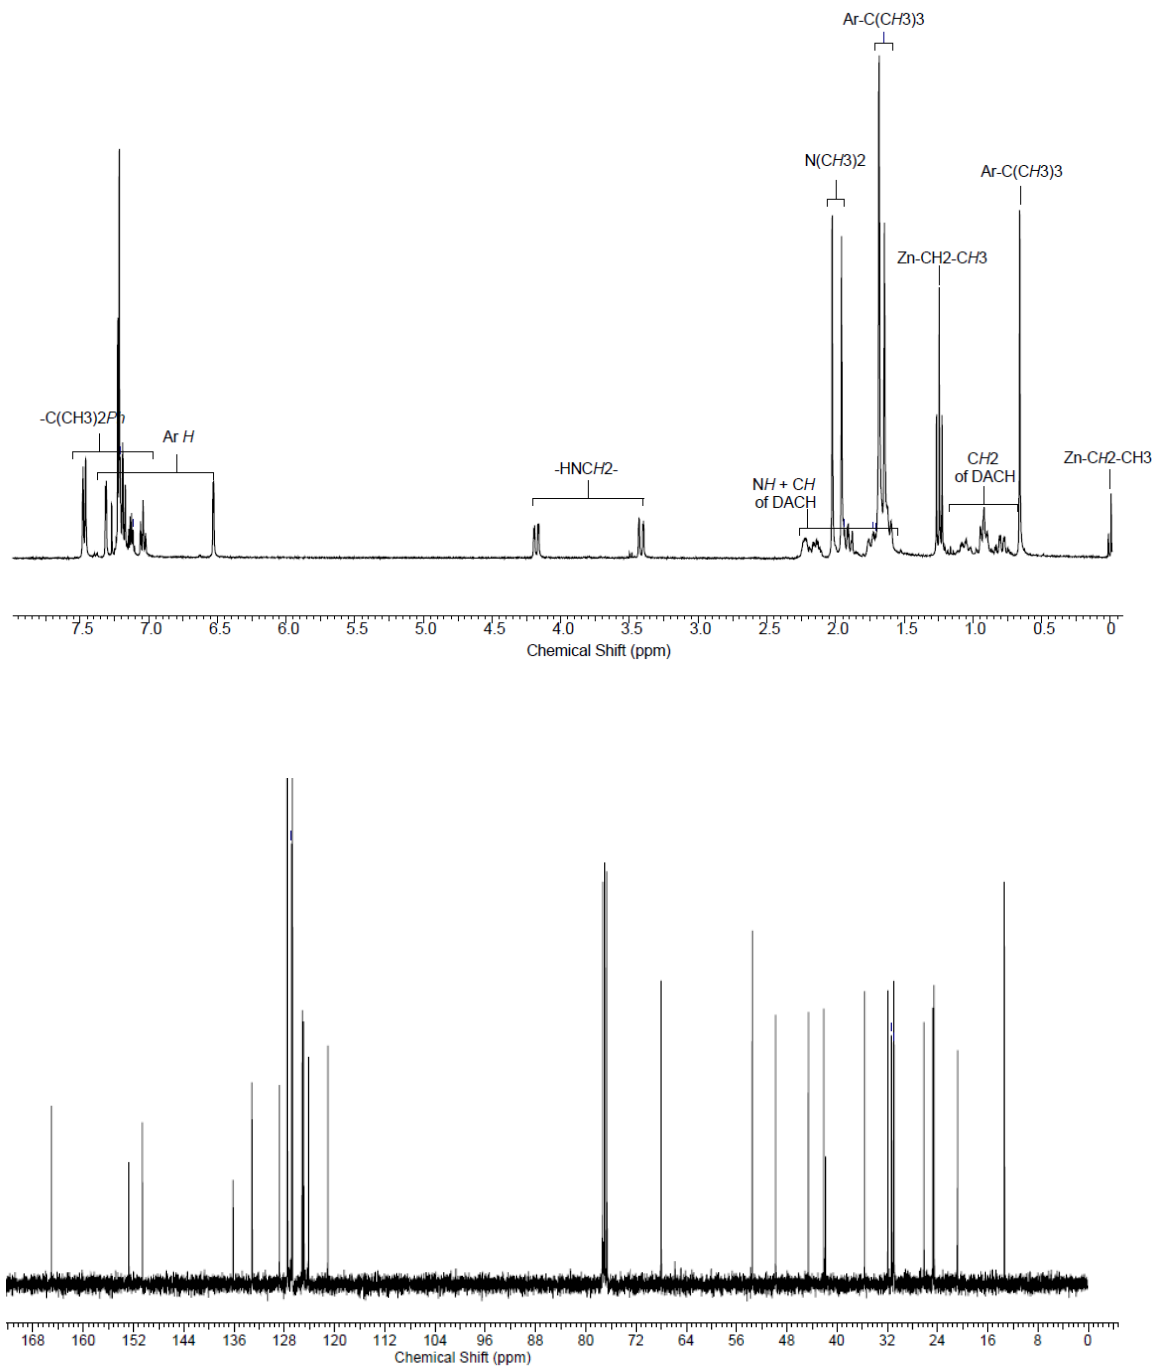 Ar-C(CH3)3
N(CH3)2
Ar-C(CH3)3
Zn-CH2-CH3
-C(CH3)2Ph
Ar H
-HNCH2-
NH + CH
of DACH
CH2
of DACH
Zn-CH2-CH3
7.5 7.0 6.5 6.0 5.5 5.0 4.5 4.0 3.5 3.0 2.5 2.0 1.5 1.0 0.5 0
Chemical Shift (ppm)
168 160 152 144 136 128 120 112 104 96 88 80 72 64 56 48 40 32 24 16 8 0
Chemical Shift (ppm)